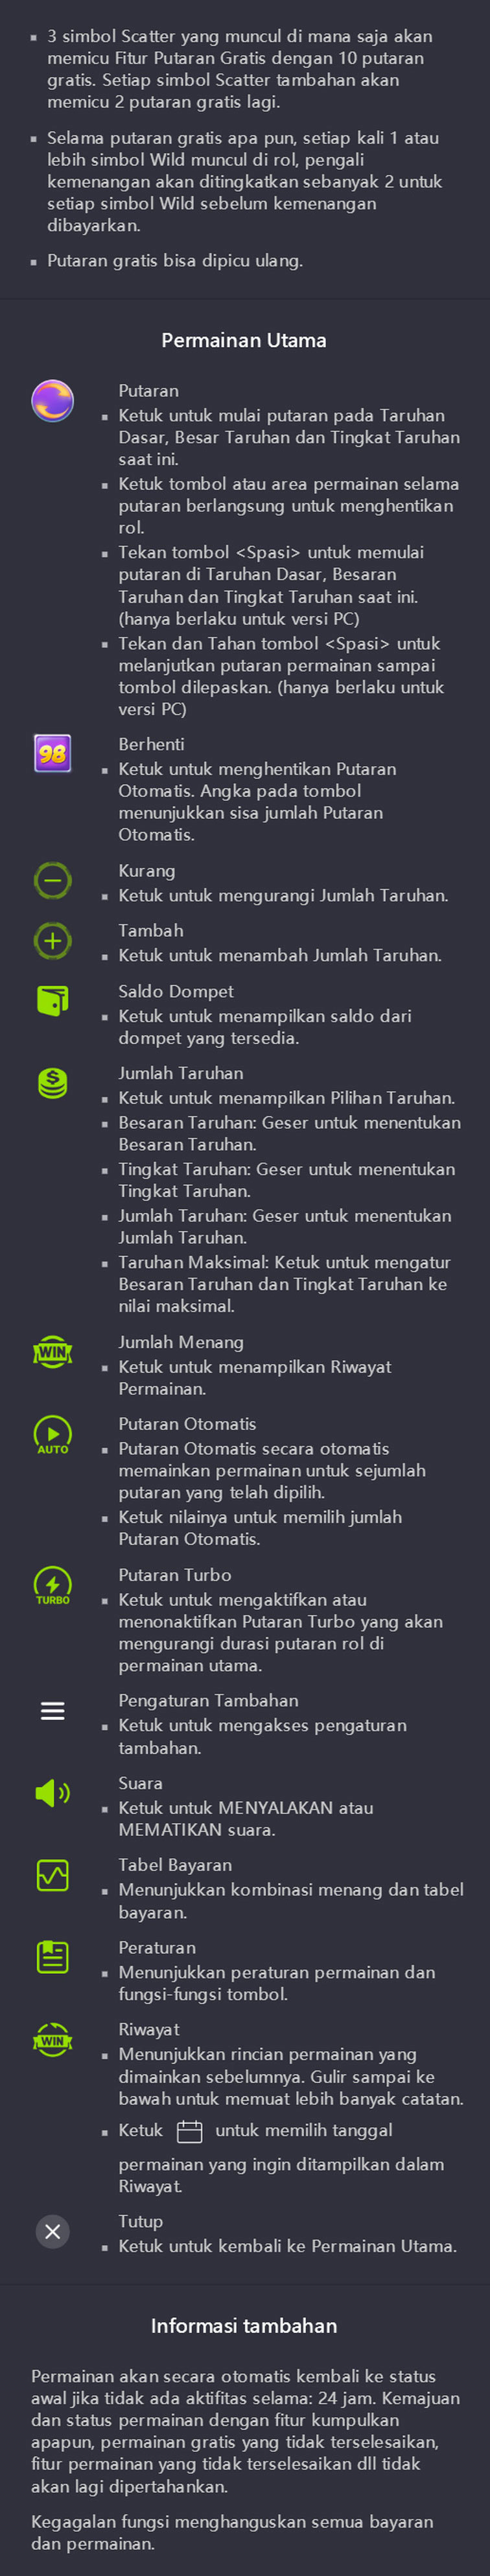 3 simbol Scatter yang muncul di mana saja akan
memicu Fitur Putaran Gratis dengan 10 putaran
gratis. Setiap simbol Scatter tambahan akan
memicu 2 putaran gratis lagi.
Selama putaran gratis apa pun, setiap kali 1 atau
lebih simbol Wild muncul di rol, pengali
kemenangan akan ditingkatkan sebanyak 2 untuk
setiap simbol Wild sebelum kemenangan
dibayarkan.
Putaran gratis bisa dipicu ulang.
Permainan Utama
Putaran
Ketuk untuk mulai putaran pada Taruhan
Dasar, Besar Taruhan dan Tingkat Taruhan
saat ini.
Ketuk tombol atau area permainan selama
putaran berlangsung untuk menghentikan
rol.
Tekan tombol <Spasi> untuk memulai
putaran di Taruhan Dasar, Besaran
Taruhan dan Tingkat Taruhan saat ini.
(hanya berlaku untuk versi PC)
Tekan dan Tahan tombol <Spasi> untuk
melanjutkan putaran permainan sampai
tombol dilepaskan. (hanya berlaku untuk
versi PC)
98
Berhenti
Ketuk untuk menghentikan Putaran
Otomatis. Angka pada tombol
menunjukkan sisa jumlah Putaran
Otomatis.
Kurang
Ketuk untuk mengurangi Jumlah Taruhan.
Tambah
Ketuk untuk menambah Jumlah Taruhan.
Saldo Dompet
Ketuk untuk menampilkan saldo dari
dompet yang tersedia.
Jumlah Taruhan
Ketuk untuk menampilkan Pilihan Taruhan.
Besaran Taruhan: Geser untuk menentukan
Besaran Taruhan.
Tingkat Taruhan: Geser untuk menentukan
Tingkat Taruhan.
Jumlah Taruhan: Geser untuk menentukan
Jumlah Taruhan.
Taruhan Maksimal: Ketuk untuk mengatur
Besaran Taruhan dan Tingkat Taruhan ke
nilai maksimal.
WIN
Jumlah Menang
Ketuk untuk menampilkan Riwayat
Permainan.
AUTO
Putaran Otomatis
Putaran Otomatis secara otomatis
memainkan permainan untuk sejumlah
putaran yang telah dipilih.
Ketuk nilainya untuk memilih jumlah
Putaran Otomatis.
TURBO
Putaran Turbo
Ketuk untuk mengaktifkan atau
menonaktifkan Putaran Turbo yang akan
mengurangi durasi putaran rol di
permainan utama.
Pengaturan Tambahan
Ketuk untuk mengakses pengaturan
tambahan.
Suara
Ketuk untuk MENYALAKAN atau
MEMATIKAN suara.
Tabel Bayaran
Menunjukkan kombinasi menang dan tabel
bayaran.
Peraturan
Menunjukkan peraturan permainan dan
fungsi-fungsi tombol.
WIN
Riwayat
Menunjukkan rincian permainan yang
dimainkan sebelumnya. Gulir sampai ke
bawah untuk memuat lebih banyak catatan.
Ketuk untuk memilih tanggal
permainan yang ingin ditampilkan dalam
Riwayat.
Tutup
Ketuk untuk kembali ke Permainan Utama.
Informasi tambahan
Permainan akan secara otomatis kembali ke status
awal jika tidak ada aktifitas selama: 24 jam. Kemajuan
dan status permainan dengan fitur kumpulkan
apapun, permainan gratis yang tidak terselesaikan,
fitur permainan yang tidak terselesaikan dll tidak
akan lagi dipertahankan.
Kegagalan fungsi menghanguskan semua bayaran
dan permainan.